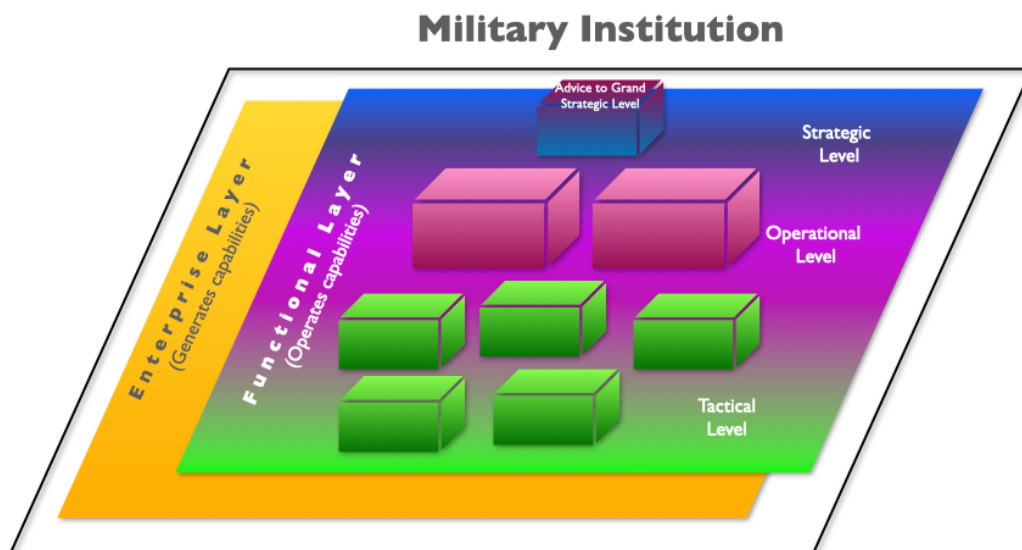 Military Institution
Advice to Grand
Strategic Level
Strategic
Level
Enterprise Layer
(Generates capabilities)
Functional Layer
(Operates capabilities)
Operational
Level
Tactical
Level